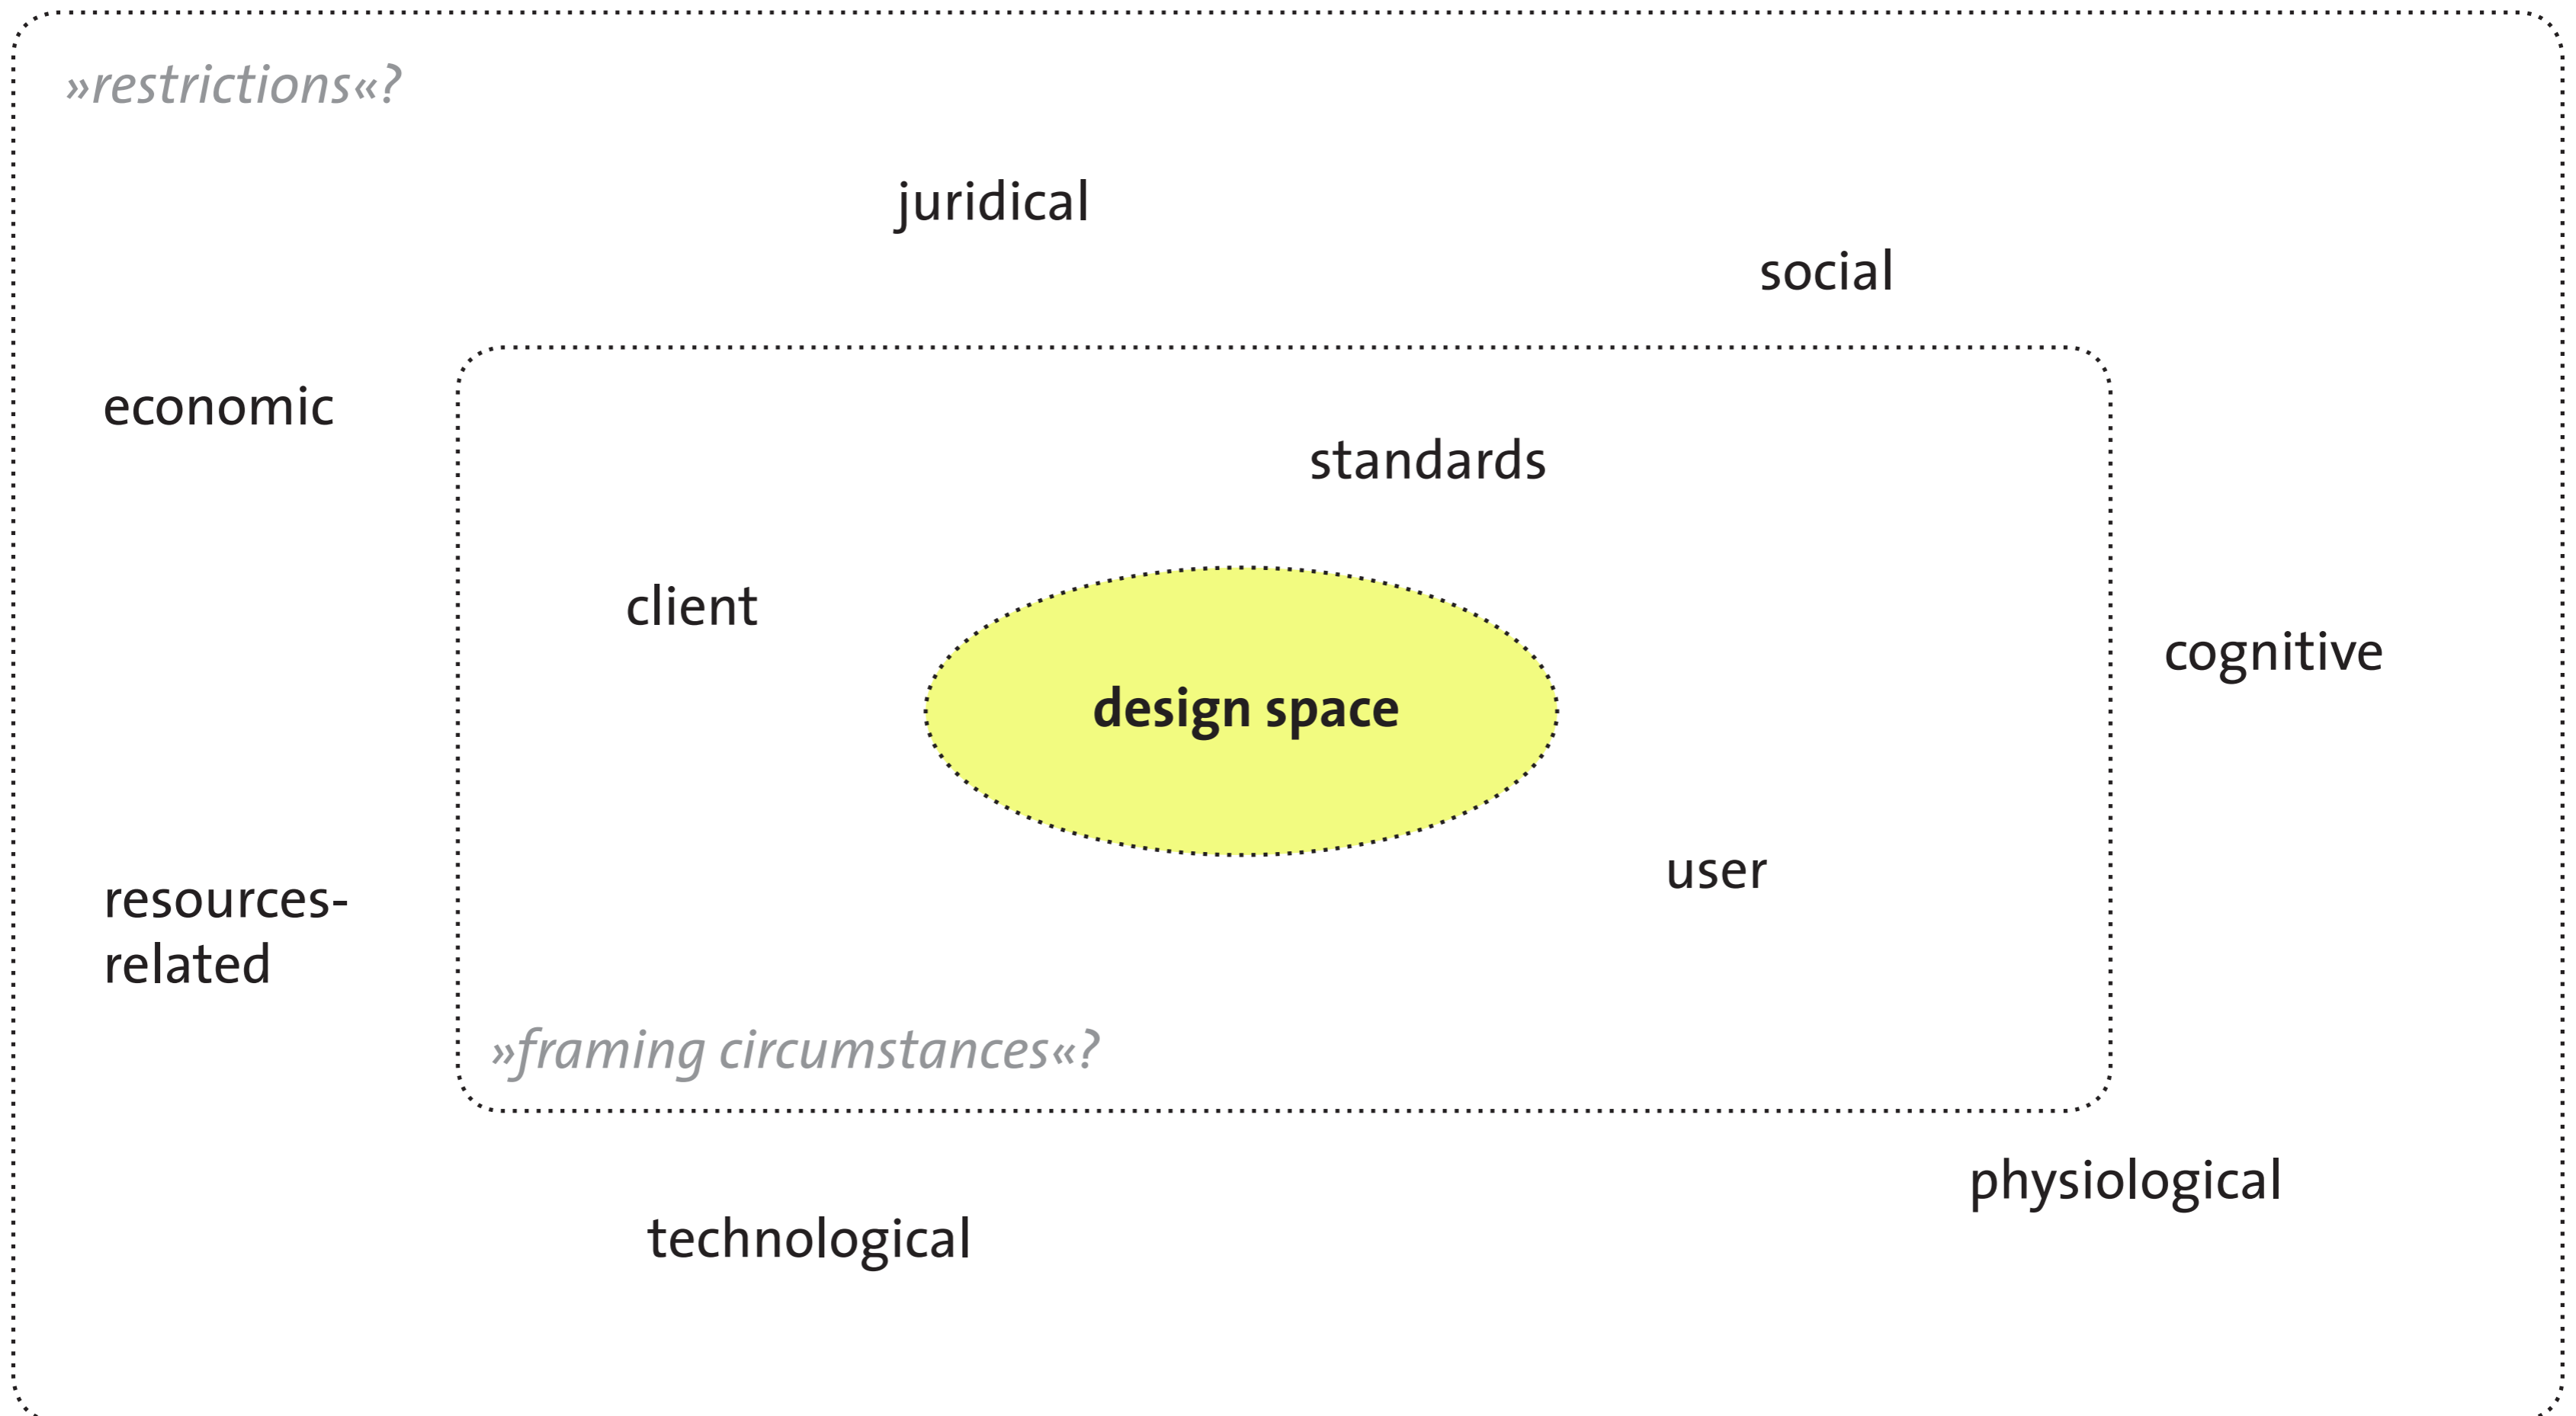 »restrictions«?
juridical
social
economic
standards
client
cognitive
design space
user
resources-
related
»framing circumstances«?
physiological
technological